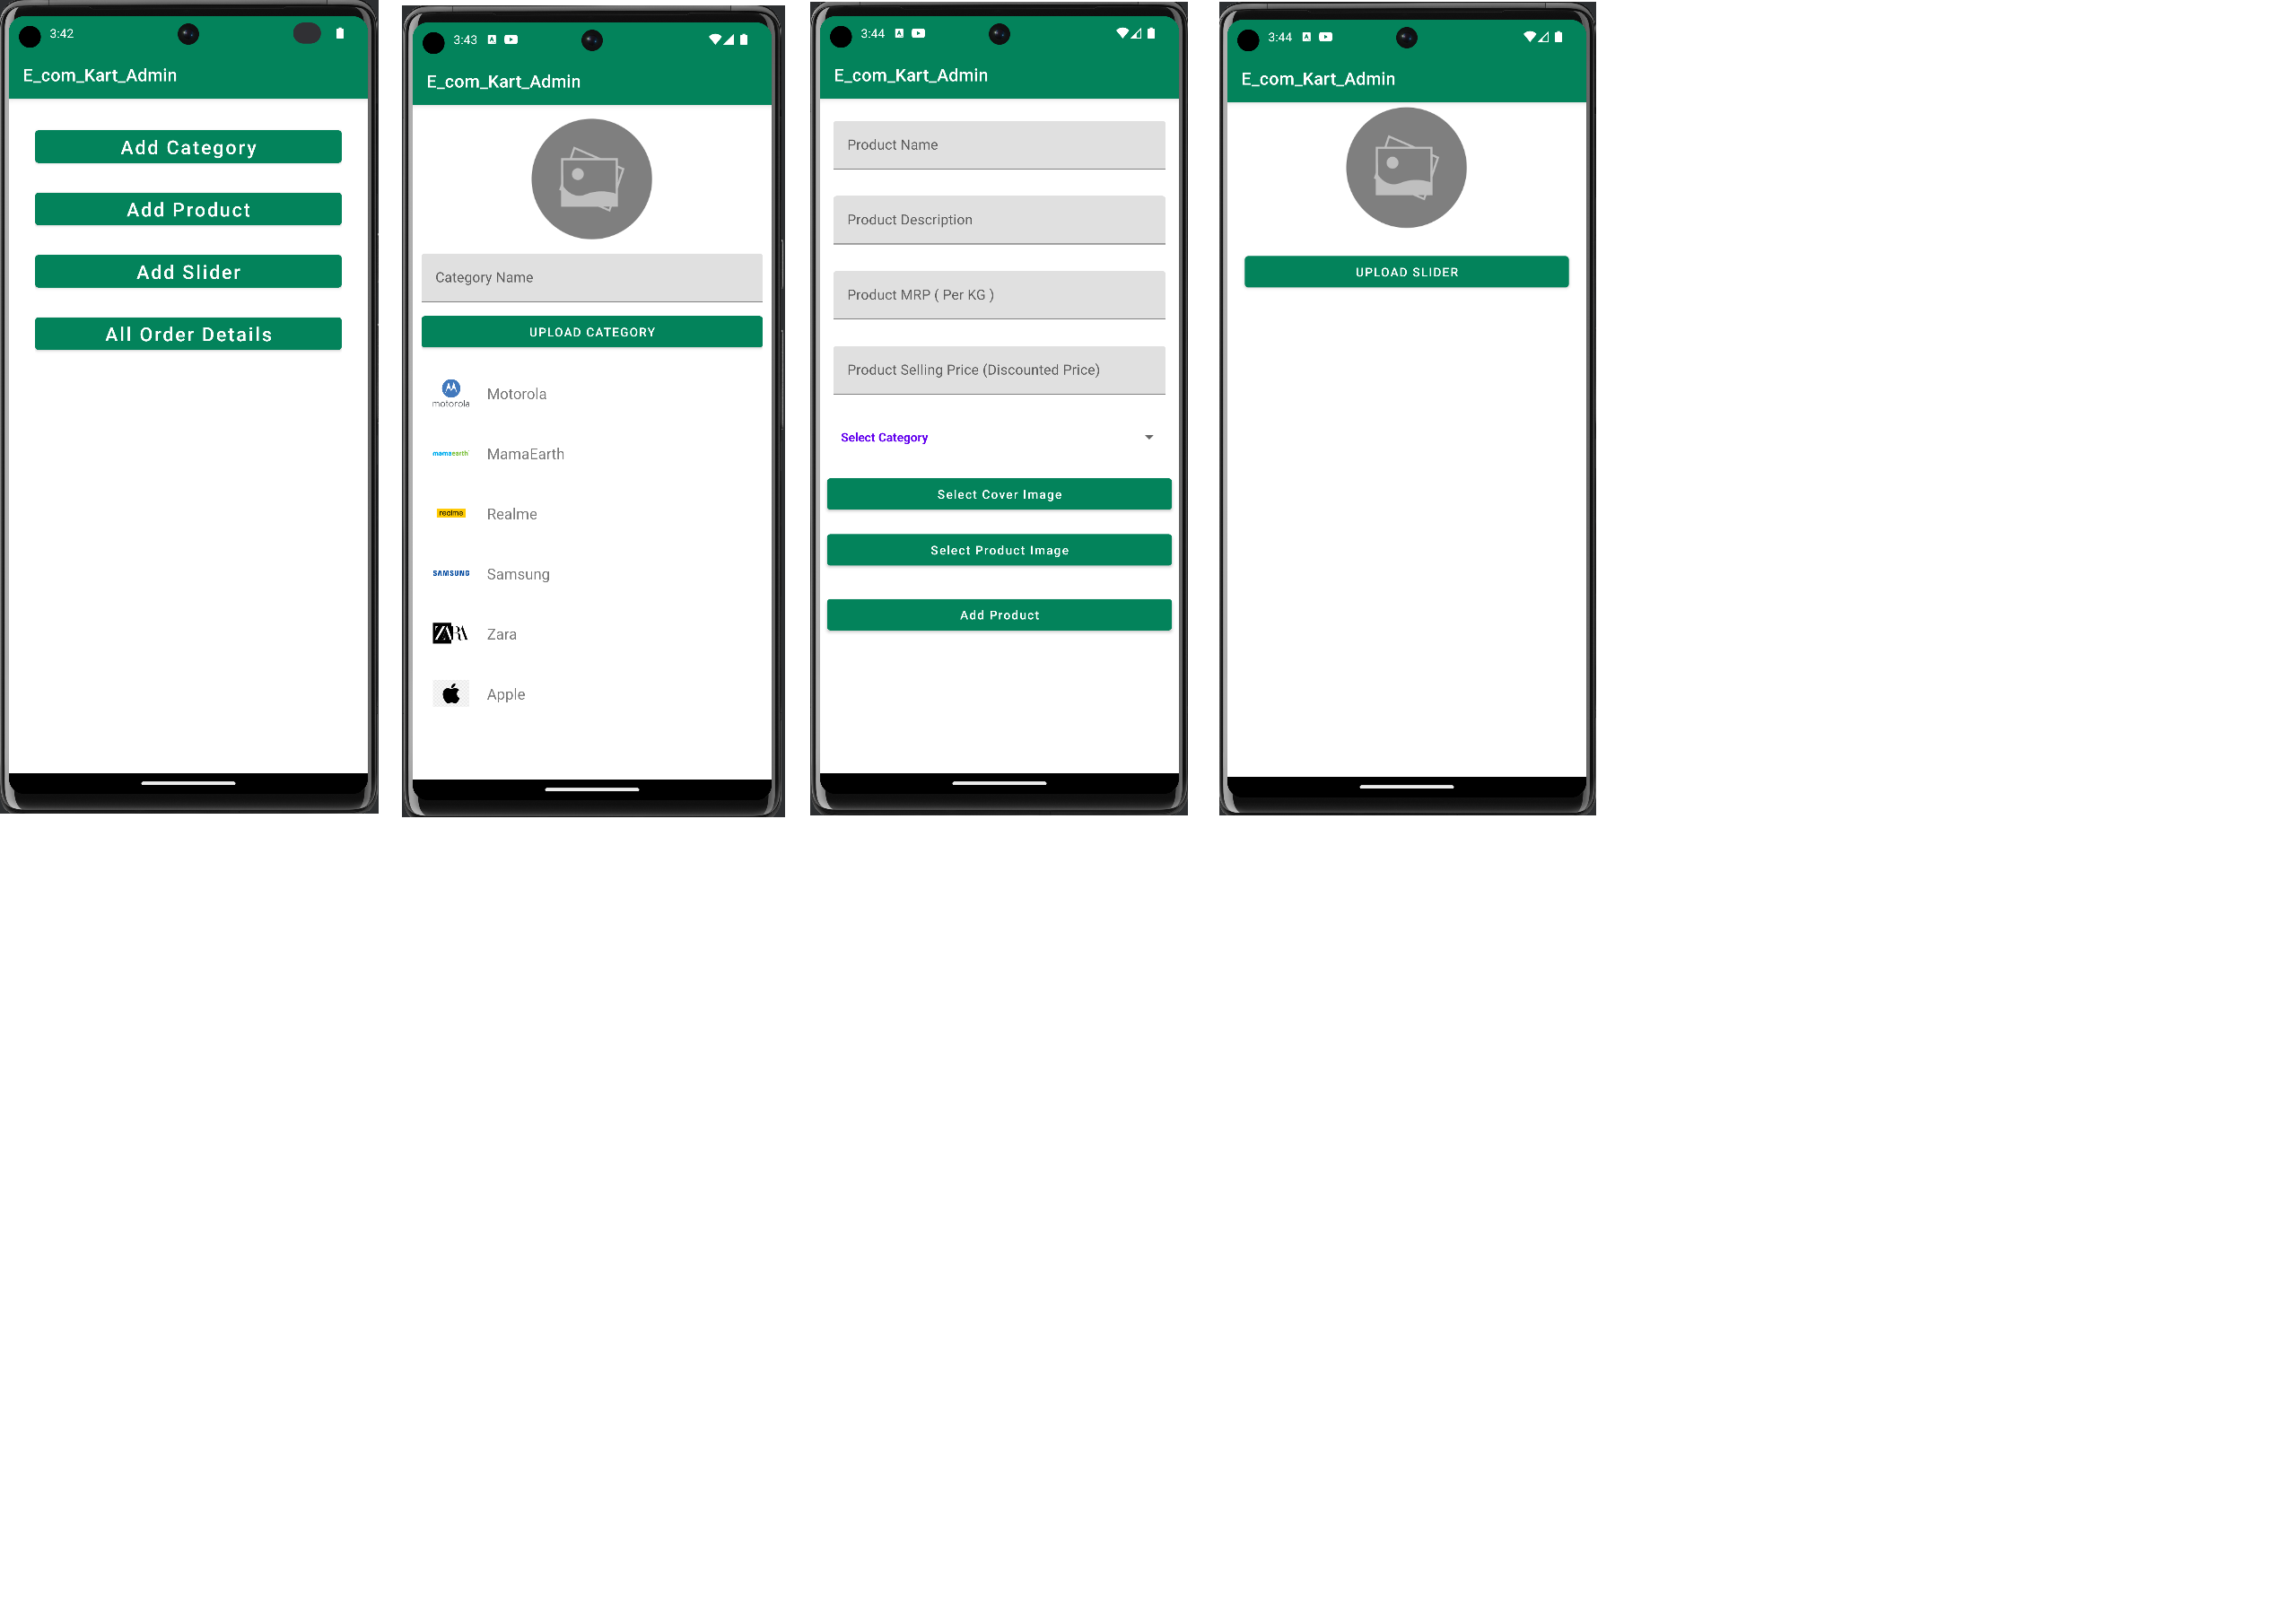 3:42
E_com_Kart_Admin
Add Category
Add Product
Add Slider
All Order Details
3:43
E_com_Kart_Admin
Category Name
UPLOAD CATEGORY
motorola
Motorola
mamaearth
MamaEarth
realme
Realme
SAMSUNG
Samsung
ZARA
Zara
Apple
3:44
E_com_Kart_Admin
Product Name
Product Description
Product MRP ( Per KG )
Product Selling Price (Discounted Price)
Select Category
Select Cover Image
Select Product Image
Add Product
3:44
E_com_Kart_Admin
UPLOAD SLIDER